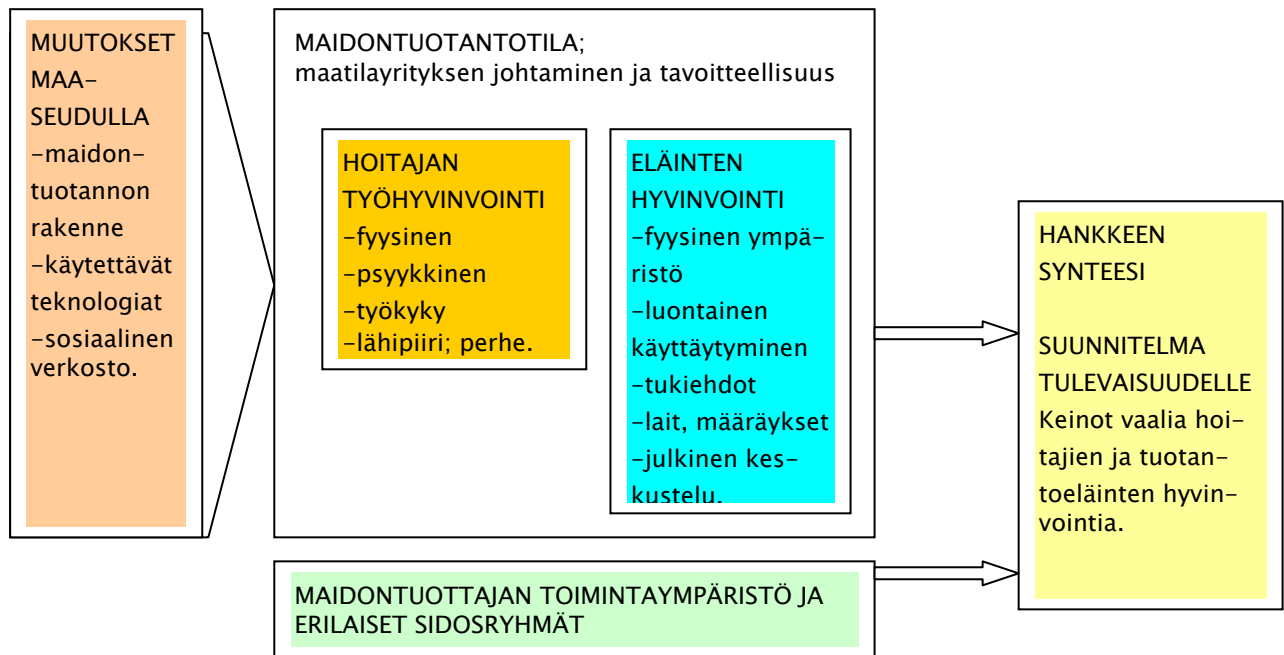 MUUTOKSET
MAA-
SEUDULLA
-maidon-
tuotannon
rakenne
-käytettävät
teknologiat
-sosiaalinen
verkosto.
MAIDONTUOTANTOTILA;
maatilayrityksen johtaminen ja tavoitteellisuus
HOITAJAN
TYÖHYVINVOINTI
-fyysinen
-psyykkinen
-työkyky
-lähipiiri; perhe.
ELÄINTEN
HYVINVOINTI
-fyysinen ympä-
ristö
-luontainen
käyttäytyminen
-tukiehdot
-lait, määräykset
-julkinen kes-
kustelu.
HANKKEEN
SYNTEESI
SUUNNITELMA
TULEVAISUUDELLE
Keinot vaalia hoi-
tajien ja tuotan-
toeläinten hyvin-
vointia.
MAIDONTUOTTAJAN TOIMINTAYMPÄRISTÖ JA
ERILAISET SIDOSRYHMÄT